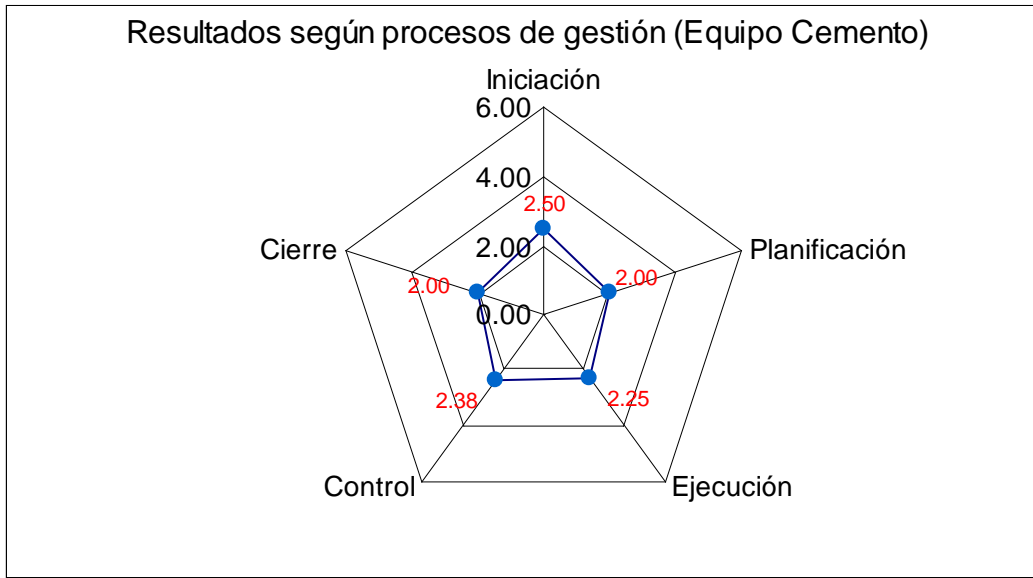 Resultados según procesos de gestión (Equipo Cemento)
Iniciación
6.00
4.00
2.50
Cierre
2.00
Planificación
2.00
2.00
0.00
2.38
2.25
Control
Ejecución